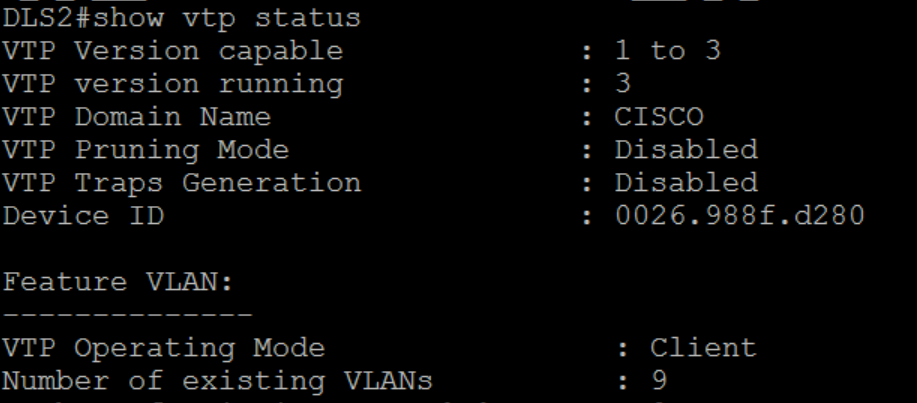 DLS2#show vtp status
VTP Version capable : 1 to 3
VTP version running : 3
VTP Domain Name : CISCO
VTP Pruning Mode : Disabled
VTP Traps Generation : Disabled
Device ID : 0026.988f.d280
Feature VLAN:
--------------
VTP Operating Mode : Client
Number of existing VLANs : 9